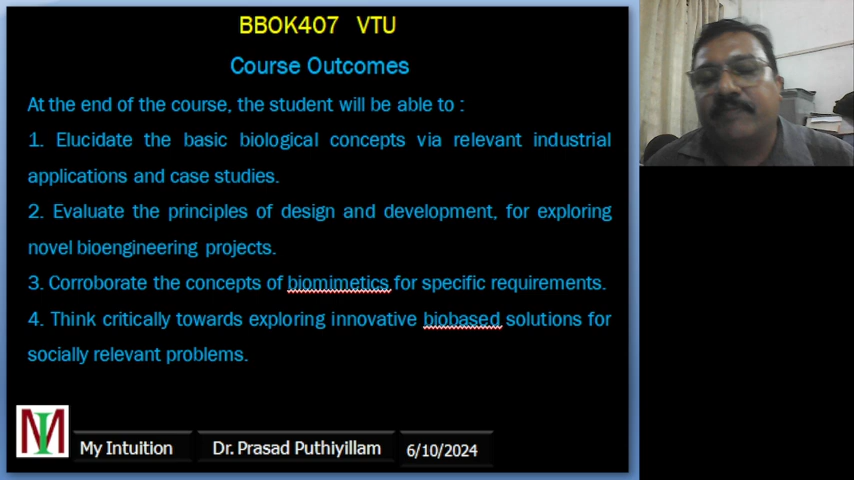 BBOK407 VTU
Course Outcomes
At the end of the course, the student will be able to :
1. Elucidate the basic biological concepts via relevant industrial
applications and case studies.
2. Evaluate the principles of design and development, for exploring
novel bioengineering projects.
3. Corroborate the concepts of biomimetics for specific requirements.
4. Think critically towards exploring innovative biobased solutions for
socially relevant problems.
MI
My Intuition
Dr. Prasad Puthiyillam
6/10/2024